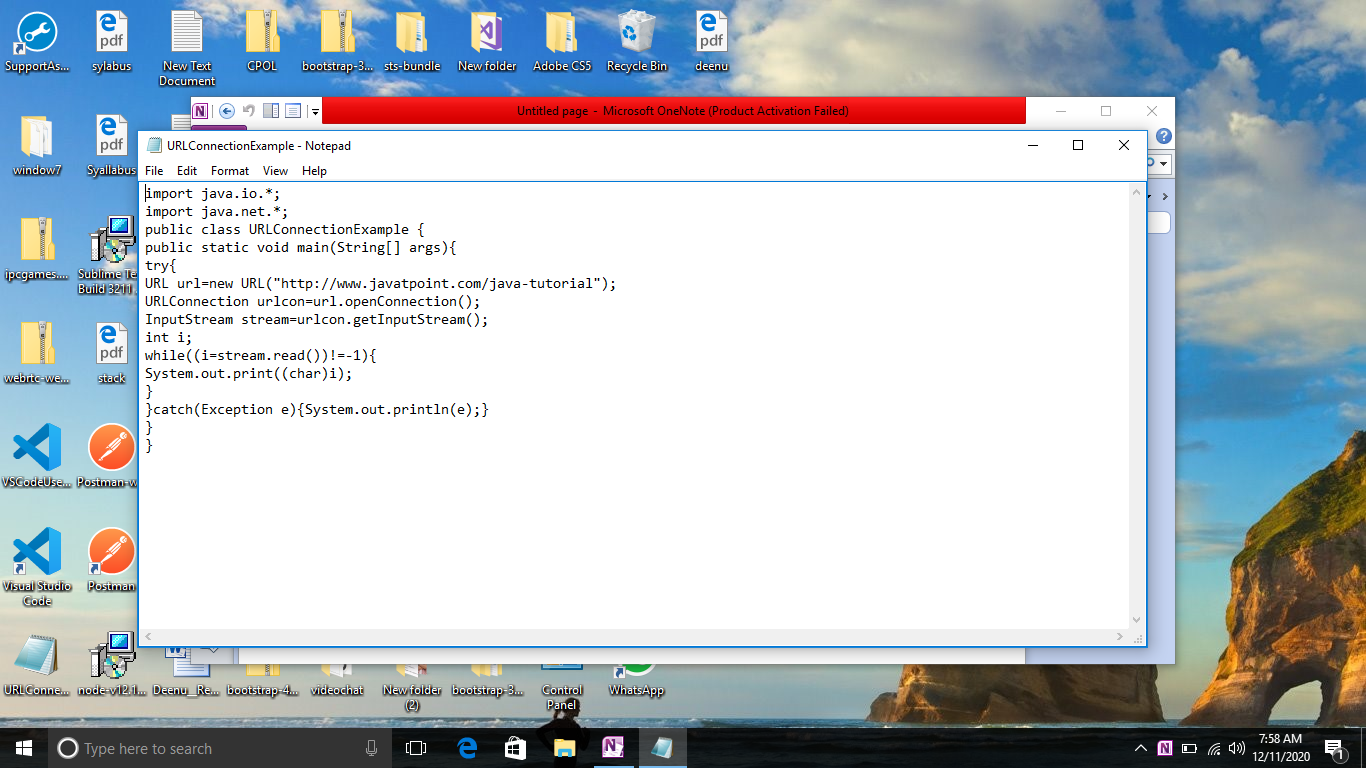 SupportAs...
sylabus
New Text
Document
CPOL
bootstrap-3...
sts-bundle
New folder
Adobe CS5
Recycle Bin
deenu
Untitled page - Microsoft OneNote (Product Activation Failed)
window7
Syallabus
URLConnectionExample - Notepad
File Edit Format View Help
import java.io.*;
import java.net.*;
public class URLConnectionExample {
public static void main(String[] args){
try{
URL url=new URL("http://www.javatpoint.com/java-tutorial");
URLConnection urlcon=url.openConnection();
InputStream stream=urlcon.getInputStream();
int i;
while((i=stream.read())!=-1){
System.out.print((char)i);
}
}catch(Exception e){System.out.println(e);}
}
}
ipcgames....
Sublime Te
Build 3211
webrtc-we...
stack
VSCodeUse...
Postman-w
Visual Studio
Code
Postman
URLConne...
node-v12.1...
Deenu__Re...
bootstrap-4...
videochat
New folder
(2)
bootstrap-3...
Control
Panel
WhatsApp
Type here to search
7:58 AM
12/11/2020
1